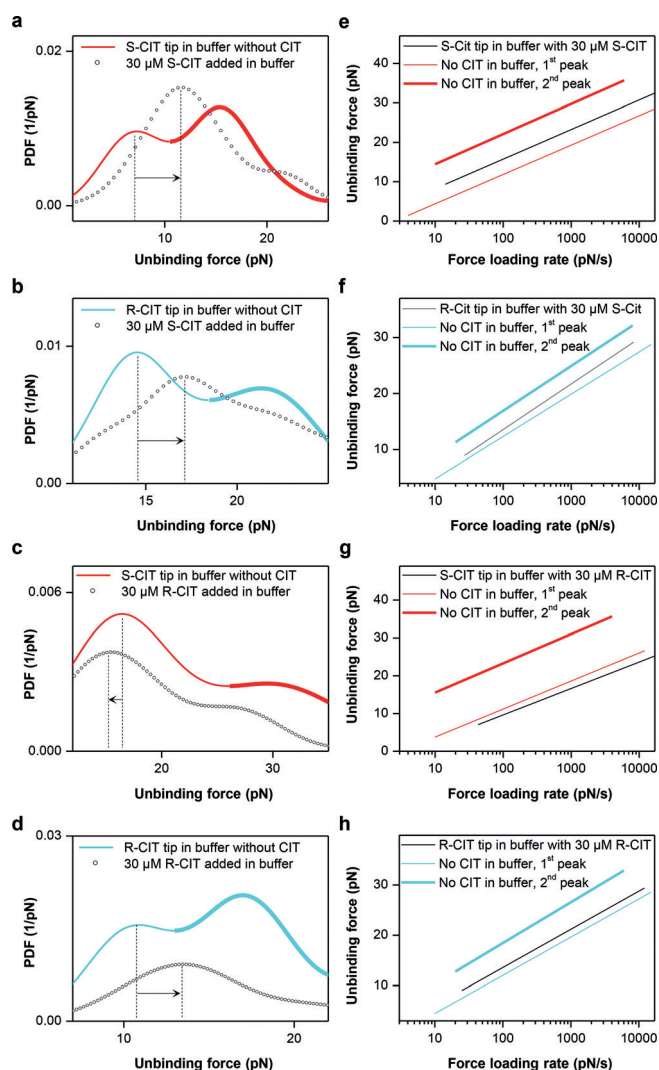 a
S-CIT tip in buffer without CIT
30 µM S-CIT added in buffer
0.02
0.00
PDF (1/pN)
10 20
Unbinding force (pN)
e
S-Cit tip in buffer with 30 µM S-CIT
No CIT in buffer, 1st peak
No CIT in buffer, 2nd peak
40
30
20
10
0
Unbinding force (pN)
10 100 1000 10000
Force loading rate (pN/s)
b
R-CIT tip in buffer without CIT
30 µM S-CIT added in buffer
0.01
0.00
PDF (1/pN)
15 20
Unbinding force (pN)
f
R-Cit tip in buffer with 30 µM S-Cit
No CIT in buffer, 1st peak
No CIT in buffer, 2nd peak
30
20
10
Unbinding force (pN)
10 100 1000 10000
Force loading rate (pN/s)
c
S-CIT tip in buffer without CIT
30 µM R-CIT added in buffer
0.006
0.000
PDF (1/pN)
20 30
Unbinding force (pN)
g
S-CIT tip in buffer with 30 µM R-CIT
No CIT in buffer, 1st peak
No CIT in buffer, 2nd peak
40
30
20
10
0
Unbinding force (pN)
10 100 1000 10000
Force loading rate (pN/s)
d
R-CIT tip in buffer without CIT
30 µM R-CIT added in buffer
0.03
0.00
PDF (1/pN)
10 20
Unbinding force (pN)
h
R-CIT tip in buffer with 30 µM R-CIT
No CIT in buffer, 1st peak
No CIT in buffer, 2nd peak
30
20
10
Unbinding force (pN)
10 100 1000 10000
Force loading rate (pN/s)